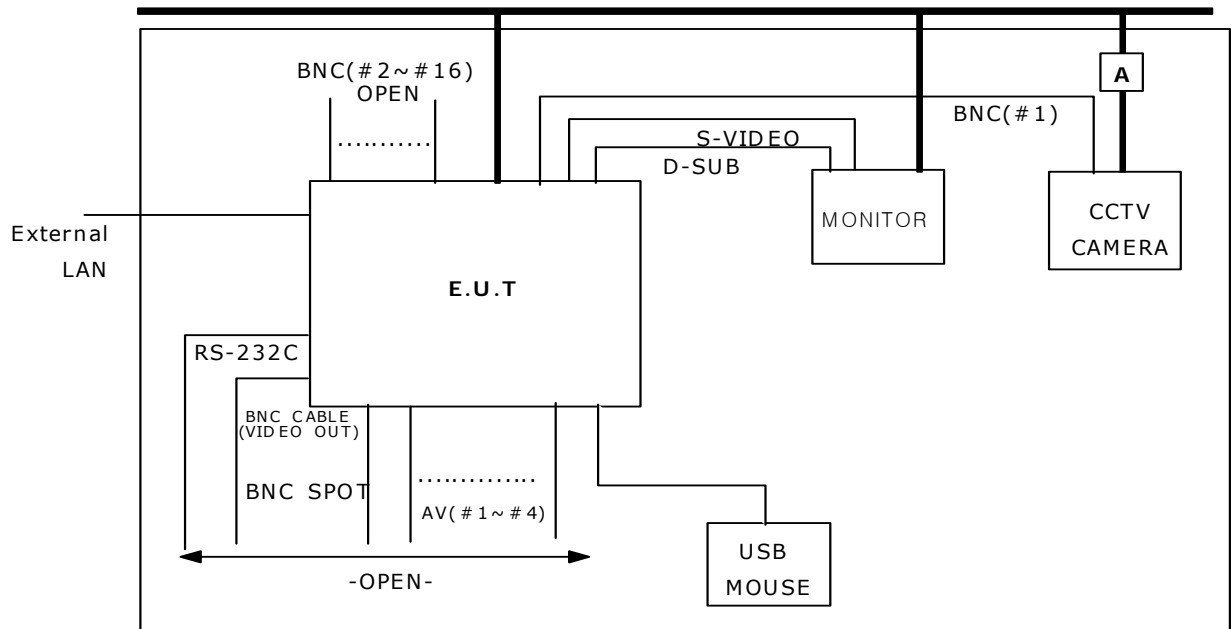 BNC(#2~#16)
OPEN
...........
A
BNC(#1)
S-VIDEO
D-SUB
External
LAN
MONITOR
CCTV
CAMERA
E.U.T
RS-232C
BNC CABLE
(VIDEO OUT)
BNC SPOT
..............
AV(#1~#4)
USB
MOUSE
-OPEN-